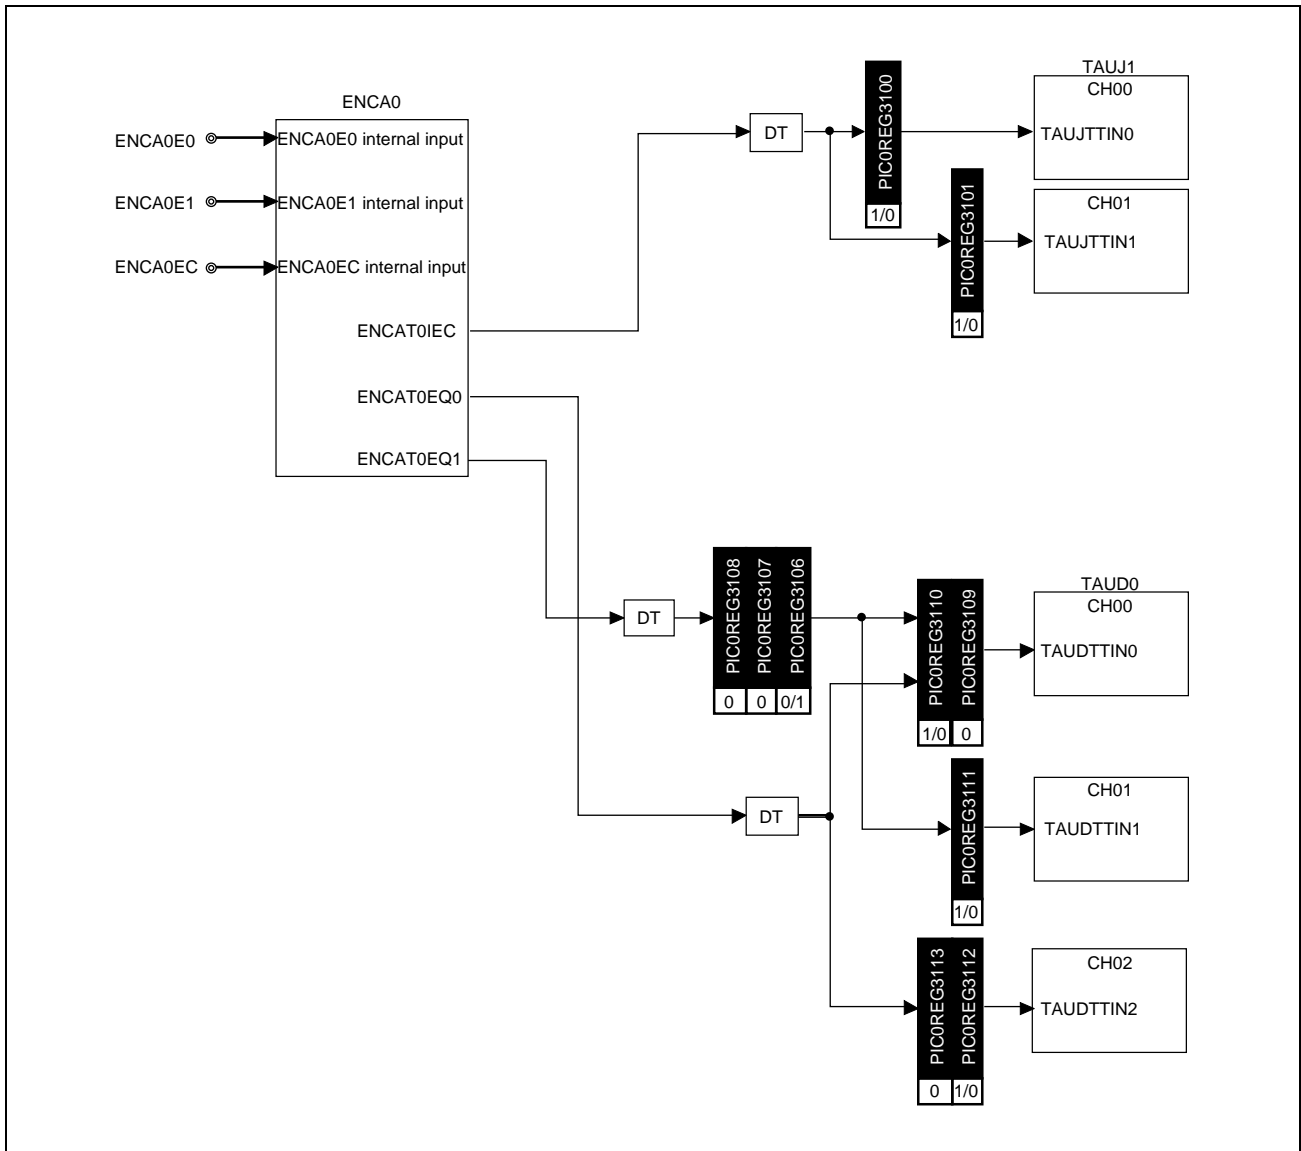 TAUJ1
CH00
PIC0REG3100
ENCA0
DT
TAUJTTIN0
ENCA0E0
ENCA0E0 internal input
1/0
PIC0REG3101
CH01
ENCA0E1
ENCA0E1 internal input
TAUJTTIN1
ENCA0EC
ENCA0EC internal input
1/0
ENCAT0IEC
ENCAT0EQ0
ENCAT0EQ1
PIC0REG3108
PIC0REG3107
PIC0REG3106
TAUD0
CH00
DT
PIC0REG3110
PIC0REG3109
TAUDTTIN0
0
0
0/1
1/0
0
CH01
PIC0REG3111
DT
TAUDTTIN1
1/0
CH02
PIC0REG3113
PIC0REG3112
TAUDTTIN2
0
1/0